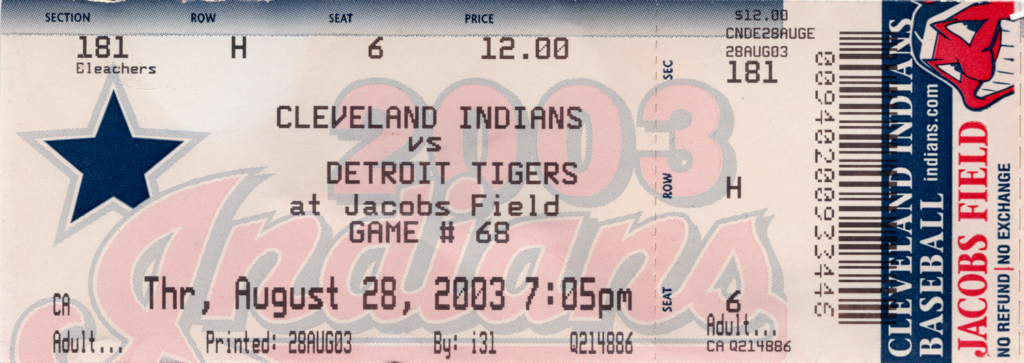 SECTION ROW SEAT PRICE
181 H 6 12.00
Bleachers
2003
Indians
CLEVELAND INDIANS
vs
DETROIT TIGERS
at Jacobs Field
GAME # 68
Thr, August 28, 2003 7:05pm
CA
Adult... Printed: 28AUG03 By: i31 Q214886
$12.00
CNDE28AUGE
28AUG03
SEC 181
ROW H
SEAT 6
Adult...
CA Q214886
CLEVELAND INDIANS
BASEBALL indians.com
JACOBS FIELD
NO REFUND | NO EXCHANGE